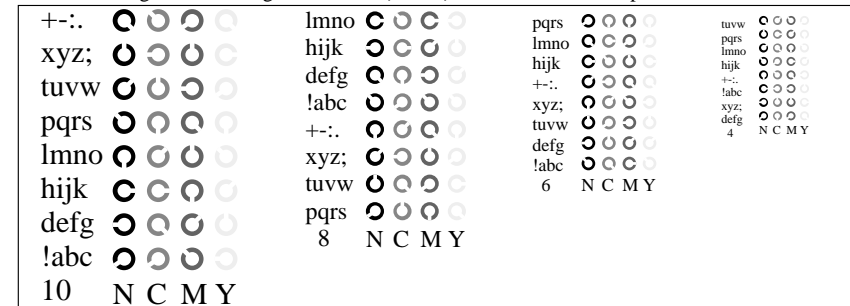 +-:.
xyz;
tuvw
pqrs
lmno
hijk
defg
!abc
10 N C M Y
lmno
hijk
defg
!abc
+-:.
xyz;
tuvw
pqrs
8 N C M Y
pqrs
lmno
hijk
+-:.
xyz;
tuvw
defg
!abc
6 N C M Y
tuvw
pqrs
lmno
hijk
+-:.
!abc
xyz;
defg
4 N C M Y